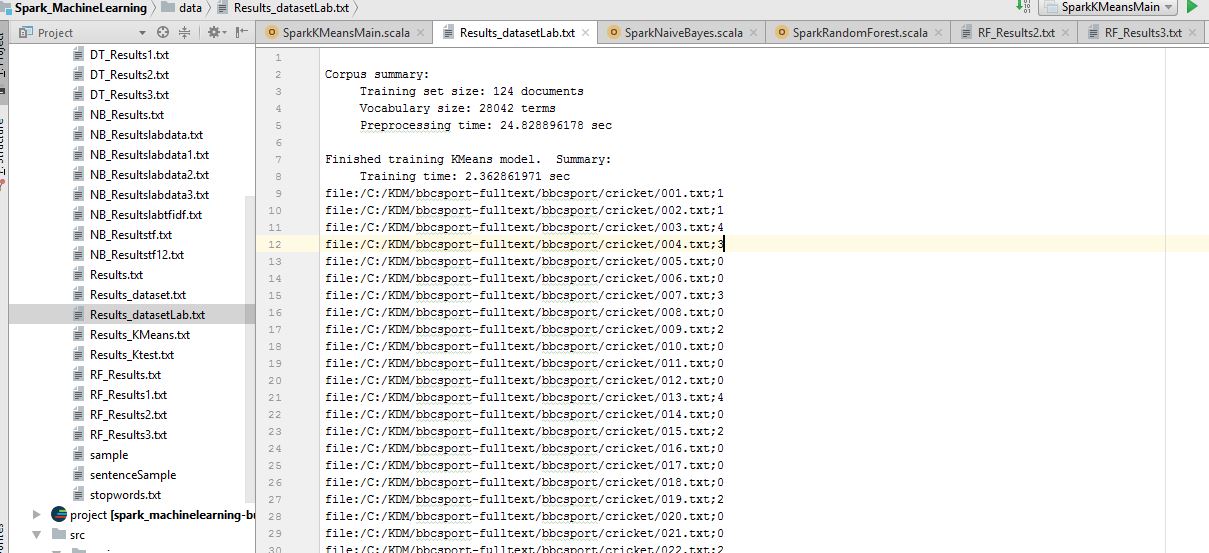 Spark_MachineLearning data Results_datasetLab.txt
SparkKMeansMain
Project
SparkKMeansMain.scala Results_datasetLab.txt SparkNaiveBayes.scala SparkRandomForest.scala RF_Results2.txt RF_Results3.txt
DT_Results1.txt
DT_Results2.txt
DT_Results3.txt
NB_Results.txt
NB_Resultslabdata.txt
NB_Resultslabdata1.txt
NB_Resultslabdata2.txt
NB_Resultslabdata3.txt
NB_Resultslabtfidf.txt
NB_Resultstf.txt
NB_Resultstf12.txt
Results.txt
Results_dataset.txt
Results_datasetLab.txt
Results_KMeans.txt
Results_Ktest.txt
RF_Results.txt
RF_Results1.txt
RF_Results2.txt
RF_Results3.txt
sample
sentenceSample
stopwords.txt
project [spark_machinelearning-bu
src
1
2 Corpus summary:
3 Training set size: 124 documents
4 Vocabulary size: 28042 terms
5 Preprocessing time: 24.828896178 sec
6
7 Finished training KMeans model. Summary:
8 Training time: 2.362861971 sec
9 file:/C:/KDM/bbcsport-fulltext/bbcsport/cricket/001.txt;1
10 file:/C:/KDM/bbcsport-fulltext/bbcsport/cricket/002.txt;1
11 file:/C:/KDM/bbcsport-fulltext/bbcsport/cricket/003.txt;4
12 file:/C:/KDM/bbcsport-fulltext/bbcsport/cricket/004.txt;3
13 file:/C:/KDM/bbcsport-fulltext/bbcsport/cricket/005.txt;0
14 file:/C:/KDM/bbcsport-fulltext/bbcsport/cricket/006.txt;0
15 file:/C:/KDM/bbcsport-fulltext/bbcsport/cricket/007.txt;3
16 file:/C:/KDM/bbcsport-fulltext/bbcsport/cricket/008.txt;0
17 file:/C:/KDM/bbcsport-fulltext/bbcsport/cricket/009.txt;2
18 file:/C:/KDM/bbcsport-fulltext/bbcsport/cricket/010.txt;0
19 file:/C:/KDM/bbcsport-fulltext/bbcsport/cricket/011.txt;0
20 file:/C:/KDM/bbcsport-fulltext/bbcsport/cricket/012.txt;0
21 file:/C:/KDM/bbcsport-fulltext/bbcsport/cricket/013.txt;4
22 file:/C:/KDM/bbcsport-fulltext/bbcsport/cricket/014.txt;0
23 file:/C:/KDM/bbcsport-fulltext/bbcsport/cricket/015.txt;2
24 file:/C:/KDM/bbcsport-fulltext/bbcsport/cricket/016.txt;0
25 file:/C:/KDM/bbcsport-fulltext/bbcsport/cricket/017.txt;0
26 file:/C:/KDM/bbcsport-fulltext/bbcsport/cricket/018.txt;0
27 file:/C:/KDM/bbcsport-fulltext/bbcsport/cricket/019.txt;2
28 file:/C:/KDM/bbcsport-fulltext/bbcsport/cricket/020.txt;0
29 file:/C:/KDM/bbcsport-fulltext/bbcsport/cricket/021.txt;0
30 file:/C:/KDM/bbcsport-fulltext/bbcsport/cricket/022.txt;2